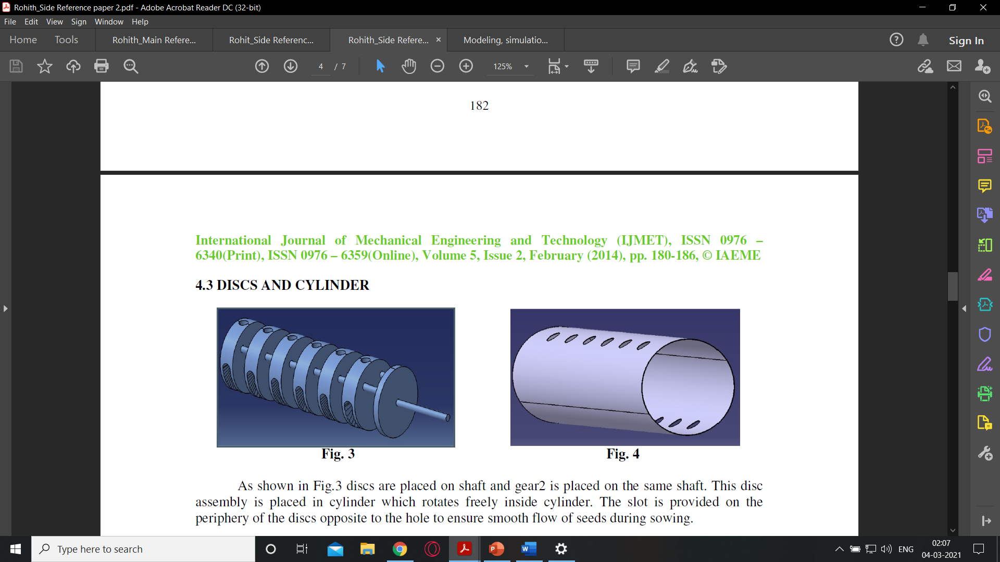 Rohith_Side Reference paper 2.pdf - Adobe Acrobat Reader DC (32-bit)
File Edit View Sign Window Help
Home Tools Rohith_Main Refere... Rohit_Side Referenc... Rohith_Side Refere... × Modeling, simulatio... Sign In
4 / 7 125%
182
International Journal of Mechanical Engineering and Technology (IJMET), ISSN 0976 –
6340(Print), ISSN 0976 – 6359(Online), Volume 5, Issue 2, February (2014), pp. 180-186, © IAEME
4.3 DISCS AND CYLINDER
Fig. 3 Fig. 4
As shown in Fig.3 discs are placed on shaft and gear2 is placed on the same shaft. This disc
assembly is placed in cylinder which rotates freely inside cylinder. The slot is provided on the
periphery of the discs opposite to the hole to ensure smooth flow of seeds during sowing.
Type here to search
ENG
02:07
04-03-2021